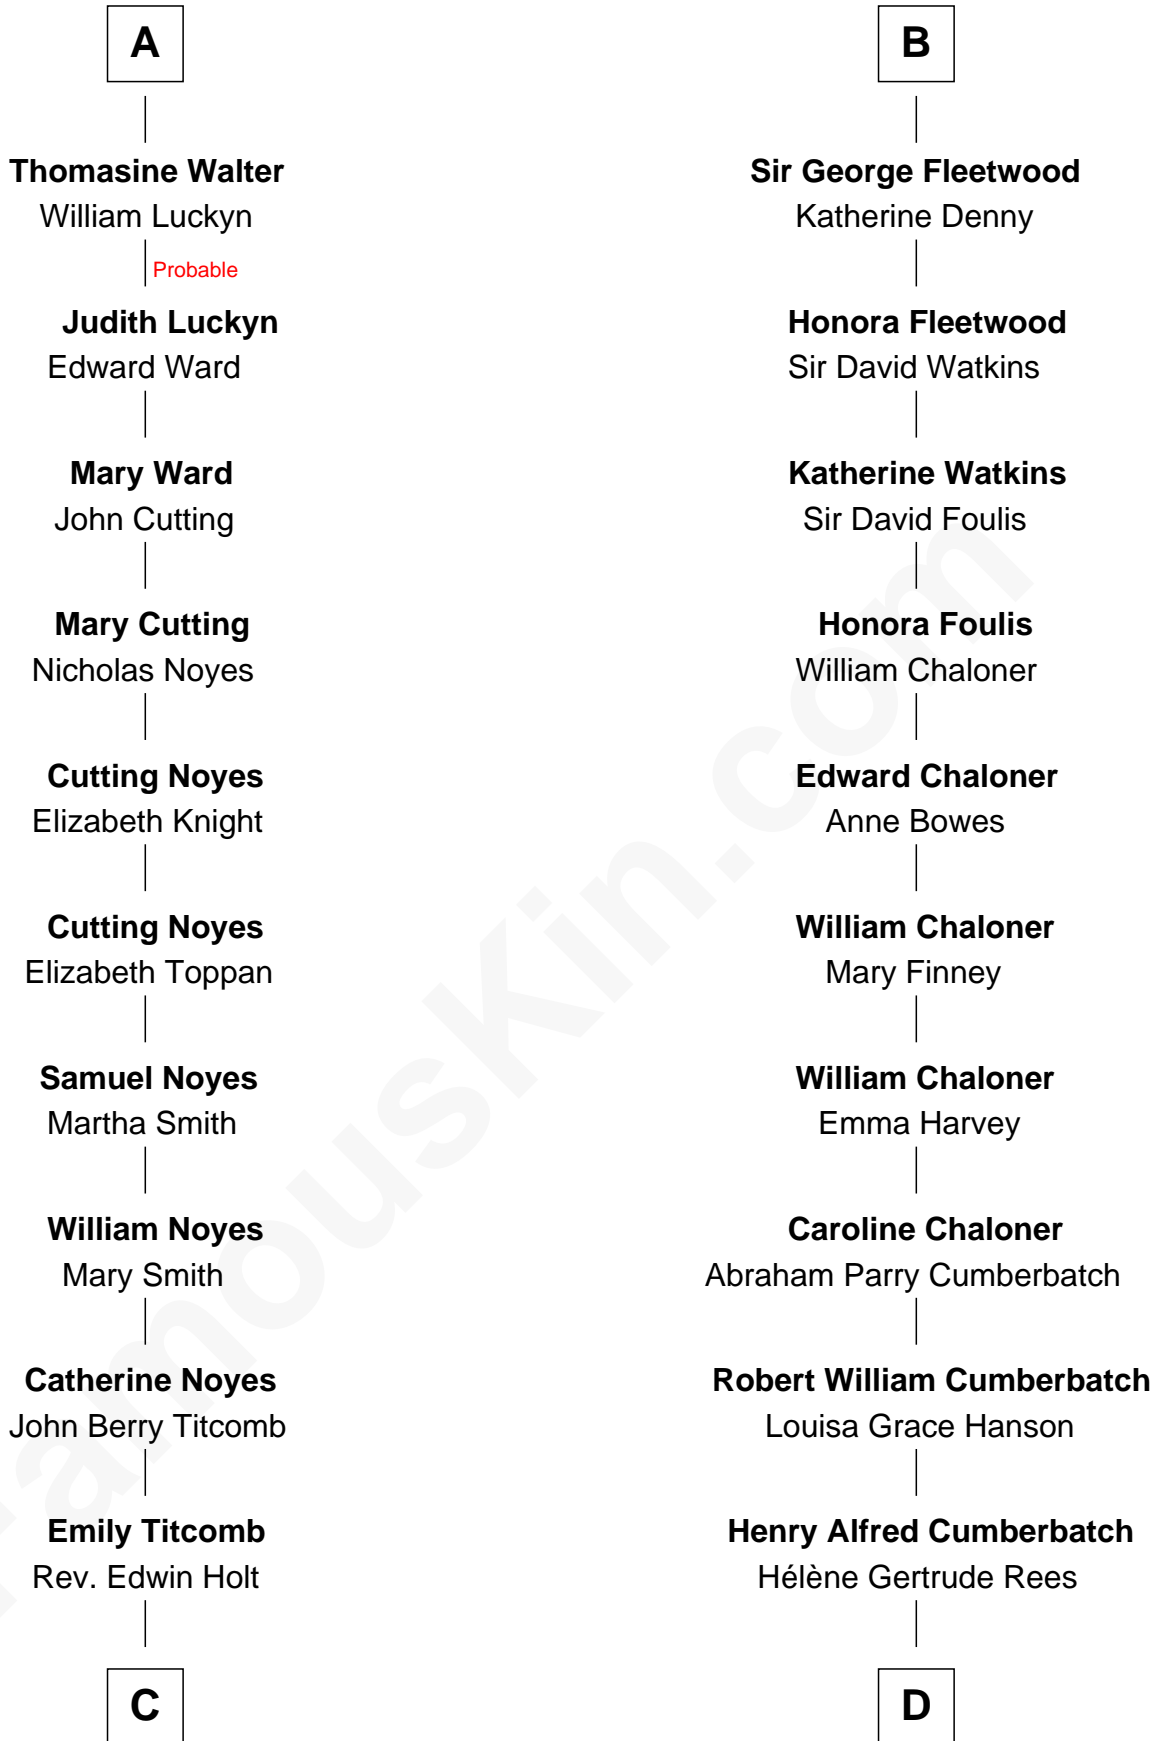 A
Thomasine Walter
William Luckyn
Probable
Judith Luckyn
Edward Ward
Mary Ward
John Cutting
Mary Cutting
Nicholas Noyes
Cutting Noyes
Elizabeth Knight
Cutting Noyes
Elizabeth Toppan
Samuel Noyes
Martha Smith
William Noyes
Mary Smith
Catherine Noyes
John Berry Titcomb
Emily Titcomb
Rev. Edwin Holt
C
B
Sir George Fleetwood
Katherine Denny
Honora Fleetwood
Sir David Watkins
Katherine Watkins
Sir David Foulis
Honora Foulis
William Chaloner
Edward Chaloner
Anne Bowes
William Chaloner
Mary Finney
William Chaloner
Emma Harvey
Caroline Chaloner
Abraham Parry Cumberbatch
Robert William Cumberbatch
Louisa Grace Hanson
Henry Alfred Cumberbatch
Hélène Gertrude Rees
D
FamousKin.com